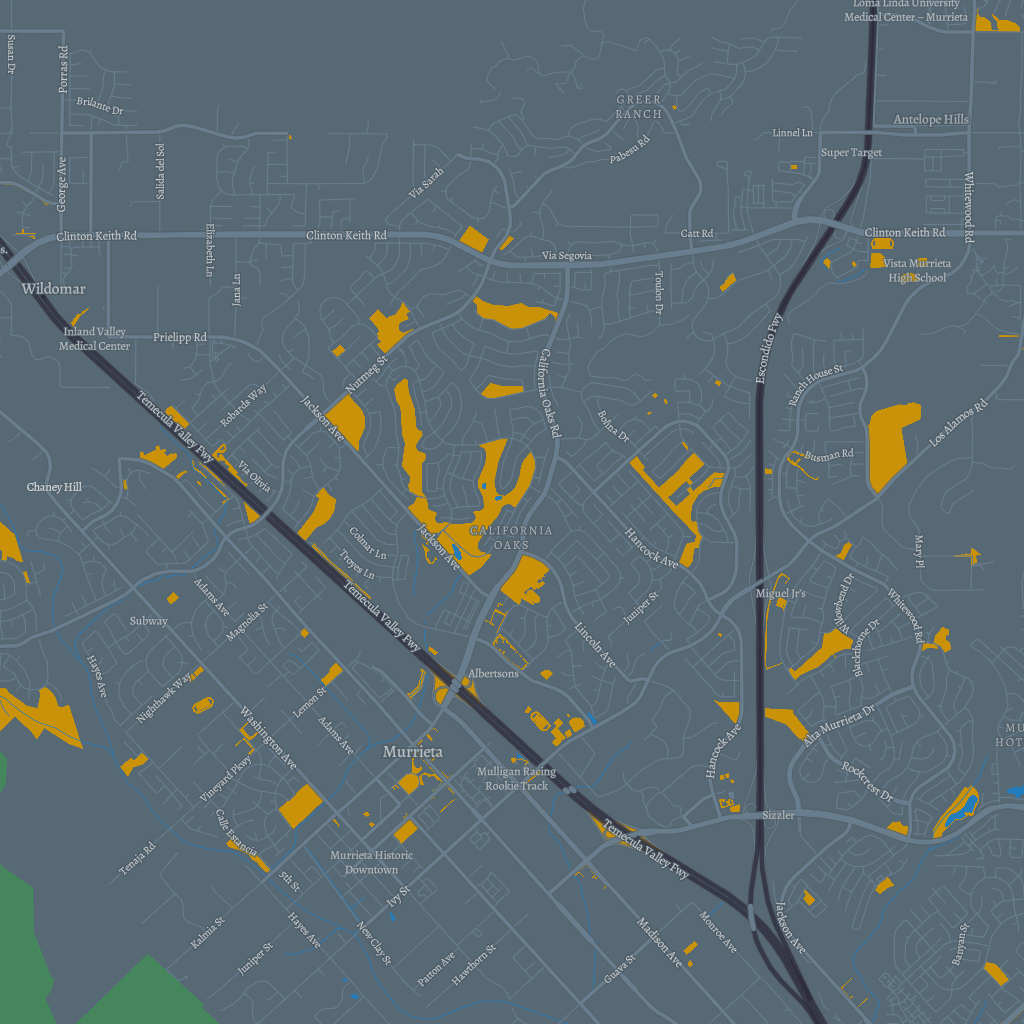 Loma Linda University
Medical Center – Murrieta
Susan Dr
Porras Rd
Brilante Dr
GREER
RANCH
Antelope Hills
Linnel Ln
Pabesu Rd
Super Target
George Ave
Salida del Sol
Via Sarah
Whitewood Rd
Clinton Keith Rd
Clinton Keith Rd
Catt Rd
Clinton Keith Rd
s.
Elizabeth Ln
Via Segovia
Vista Murrieta
High School
Jana Ln
Toulon Dr
Wildomar
Inland Valley
Medical Center
Prielipp Rd
Escondido Fwy
Nutmeg St
California Oaks Rd
Ranch House St
Temecula Valley Fwy
Robards Way
Jackson Ave
Bolina Dr
Los Alamos Rd
Busman Rd
Via Olivia
Chaney Hill
CALIFORNIA
OAKS
Jackson Ave
Colmar Ln
Troyes Ln
Hancock Ave
Mary Pl
Adams Ave
Magnolia St
Temecula Valley Fwy
Juniper St
Miguel Jr's
Whitewood Rd
Subway
Lincoln Ave
Blackthorne Dr
Hayes Ave
Nighthawk Way
Lemon St
Albertsons
Washington Ave
Adams Ave
Alta Murrieta Dr
MU
HOT
Murrieta
Hancock Ave
Vineyard Pkwy
Mulligan Racing
Rookie Track
Rockcrest Dr
Calle Estancia
Sizzler
Tenaja Rd
Murrieta Historic
Downtown
Temecula Valley Fwy
5th St
Ivy St
Kalmia St
Hayes Ave
New Clay St
Juniper St
Patton Ave
Hawthorn St
Guava St
Madison Ave
Monroe Ave
Jackson Ave
Banyan St